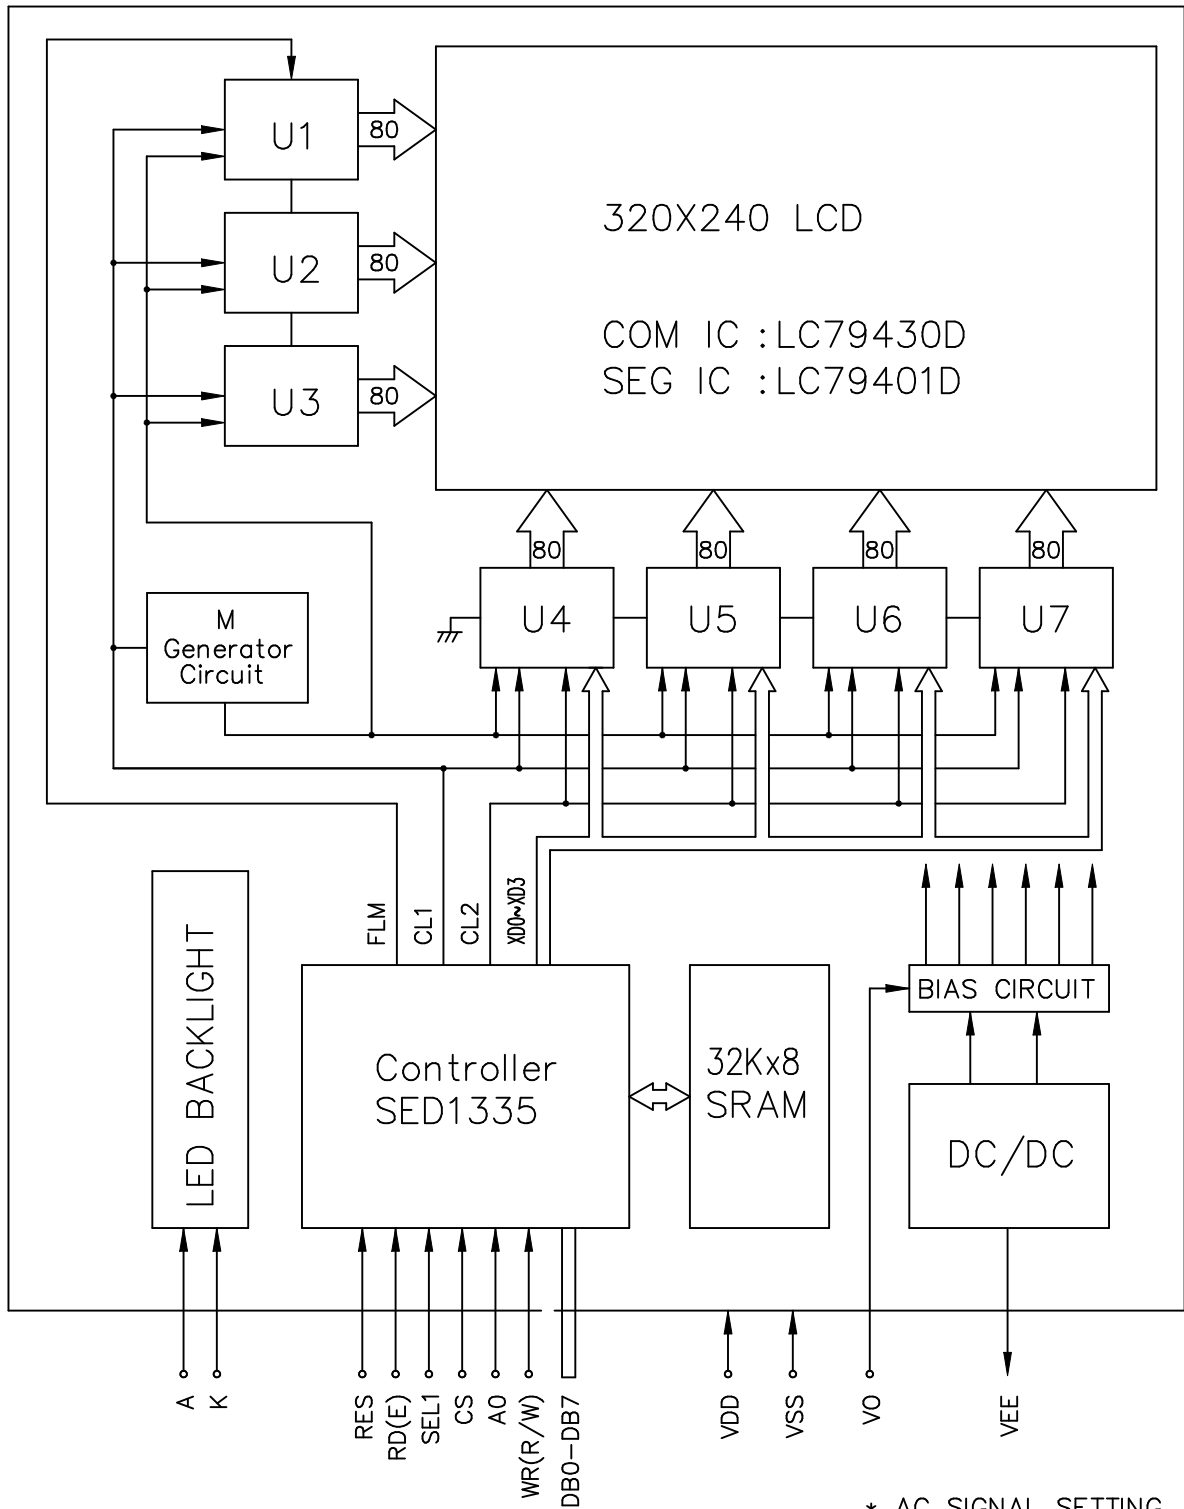 U1
80
U2
80
U3
80
320X240 LCD
COM IC :LC79430D
SEG IC :LC79401D
80
80
80
80
U4
U5
U6
U7
M
Generator
Circuit
FLM
CL1
CL2
XD0~XD3
LED BACKLIGHT
Controller
SED1335
32Kx8
SRAM
BIAS CIRCUIT
DC/DC
A
K
RES
RD(E)
SEL1
CS
A0
WR(R/W)
DB0-DB7
VDD
VSS
VO
VEE
* AC SIGNAL SETTING